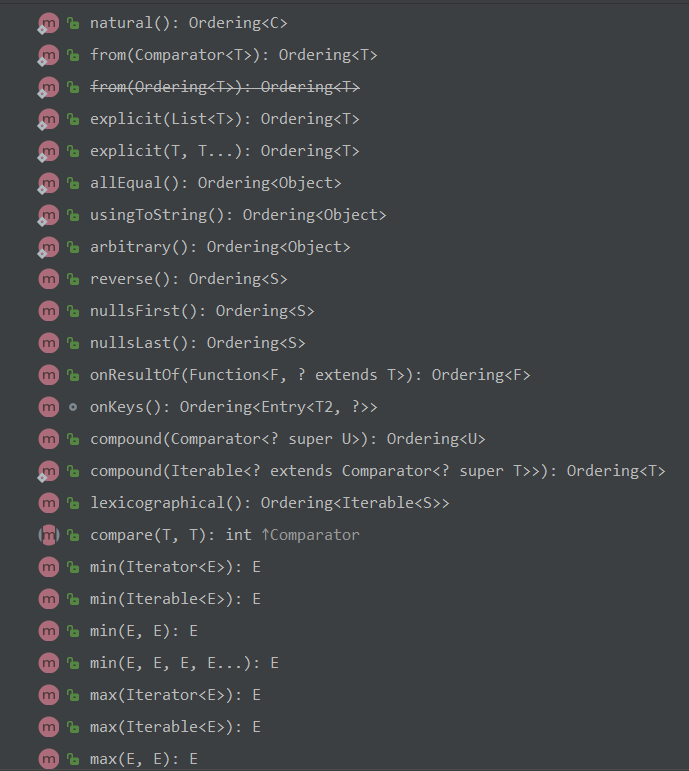 natural(): Ordering<C>
from(Comparator<T>): Ordering<T>
from(Ordering<T>): Ordering<T>
explicit(List<T>): Ordering<T>
explicit(T, T...): Ordering<T>
allEqual(): Ordering<Object>
usingToString(): Ordering<Object>
arbitrary(): Ordering<Object>
reverse(): Ordering<S>
nullsFirst(): Ordering<S>
nullsLast(): Ordering<S>
onResultOf(Function<F, ? extends T>): Ordering<F>
onKeys(): Ordering<Entry<T2, ?>>
compound(Comparator<? super U>): Ordering<U>
compound(Iterable<? extends Comparator<? super T>>): Ordering<T>
lexicographical(): Ordering<Iterable<S>>
compare(T, T): int ↑Comparator
min(Iterator<E>): E
min(Iterable<E>): E
min(E, E): E
min(E, E, E, E...): E
max(Iterator<E>): E
max(Iterable<E>): E
max(E, E): E